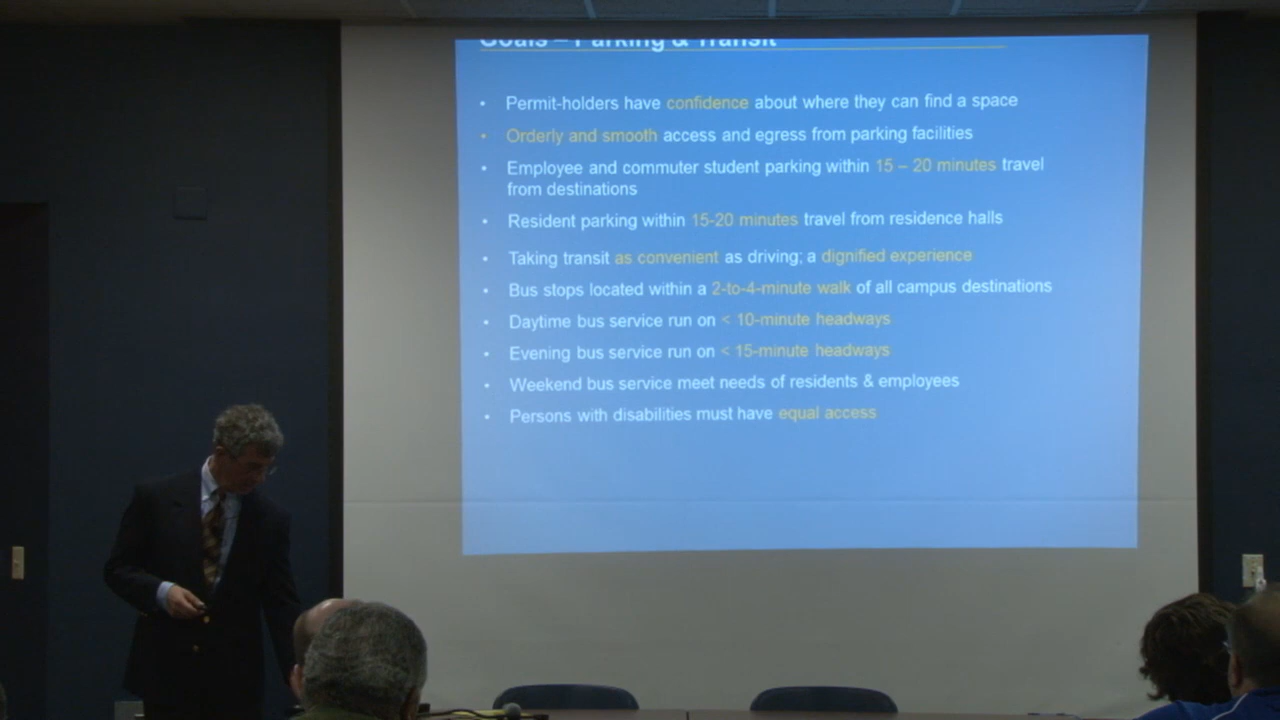 Goals – Parking & Transit
• Permit-holders have confidence about where they can find a space
• Orderly and smooth access and egress from parking facilities
• Employee and commuter student parking within 15 – 20 minutes travel
from destinations
• Resident parking within 15-20 minutes travel from residence halls
• Taking transit as convenient as driving; a dignified experience
• Bus stops located within a 2-to-4-minute walk of all campus destinations
• Daytime bus service run on < 10-minute headways
• Evening bus service run on < 15-minute headways
• Weekend bus service meet needs of residents & employees
• Persons with disabilities must have equal access